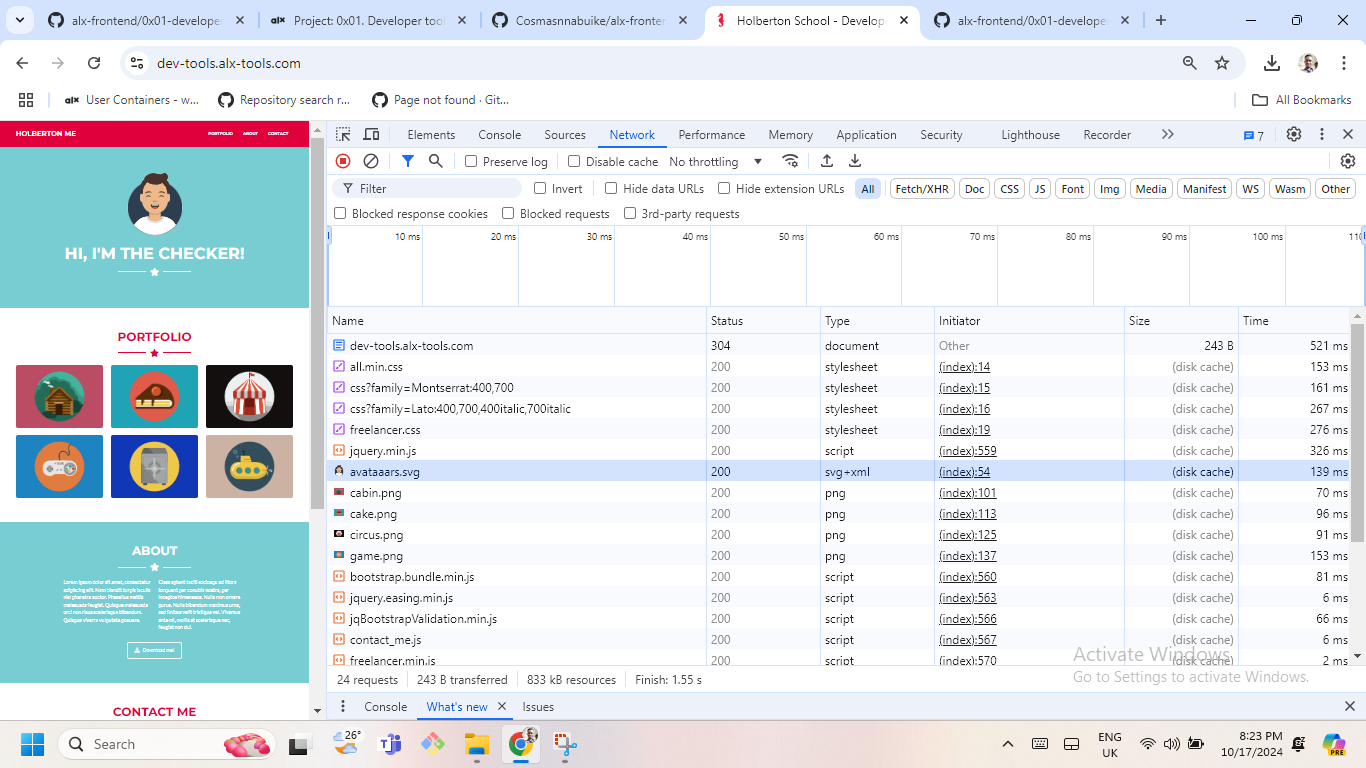 alx-frontend/0x01-develope
Project: 0x01. Developer tool
Cosmasnnabuike/alx-fronter
Holberton School - Develop
alx-frontend/0x01-develope
dev-tools.alx-tools.com
alx User Containers - w...
Repository search r...
Page not found · Git...
All Bookmarks
HOLBERTON ME
PORTFOLIO ABOUT CONTACT
HI, I'M THE CHECKER!
PORTFOLIO
ABOUT
Download me!
CONTACT ME
Elements Console Sources Network Performance Memory Application Security Lighthouse Recorder 7
Preserve log Disable cache No throttling
Filter Invert Hide data URLs Hide extension URLs All Fetch/XHR Doc CSS JS Font Img Media Manifest WS Wasm Other
Blocked response cookies Blocked requests 3rd-party requests
10 ms 20 ms 30 ms 40 ms 50 ms 60 ms 70 ms 80 ms 90 ms 100 ms
Name Status Type Initiator Size Time
dev-tools.alx-tools.com 304 document Other 243 B 521 ms
all.min.css 200 stylesheet (index):14 (disk cache) 153 ms
css?family=Montserrat:400,700 200 stylesheet (index):15 (disk cache) 161 ms
css?family=Lato:400,700,400italic,700italic 200 stylesheet (index):16 (disk cache) 267 ms
freelancer.css 200 stylesheet (index):19 (disk cache) 276 ms
jquery.min.js 200 script (index):559 (disk cache) 326 ms
avataaars.svg 200 svg+xml (index):54 (disk cache) 139 ms
cabin.png 200 png (index):101 (disk cache) 70 ms
cake.png 200 png (index):113 (disk cache) 96 ms
circus.png 200 png (index):125 (disk cache) 91 ms
game.png 200 png (index):137 (disk cache) 153 ms
bootstrap.bundle.min.js 200 script (index):560 (disk cache) 81 ms
jquery.easing.min.js 200 script (index):563 (disk cache) 6 ms
jqBootstrapValidation.min.js 200 script (index):566 (disk cache) 66 ms
contact_me.js 200 script (index):567 (disk cache) 6 ms
freelancer.min.js 200 script (index):570 (disk cache) 2 ms
Activate Windows
Go to Settings to activate Windows.
24 requests 243 B transferred 833 kB resources Finish: 1.55 s
Console What's new Issues
Search
26°
ENG
UK
8:23 PM
10/17/2024
PRE